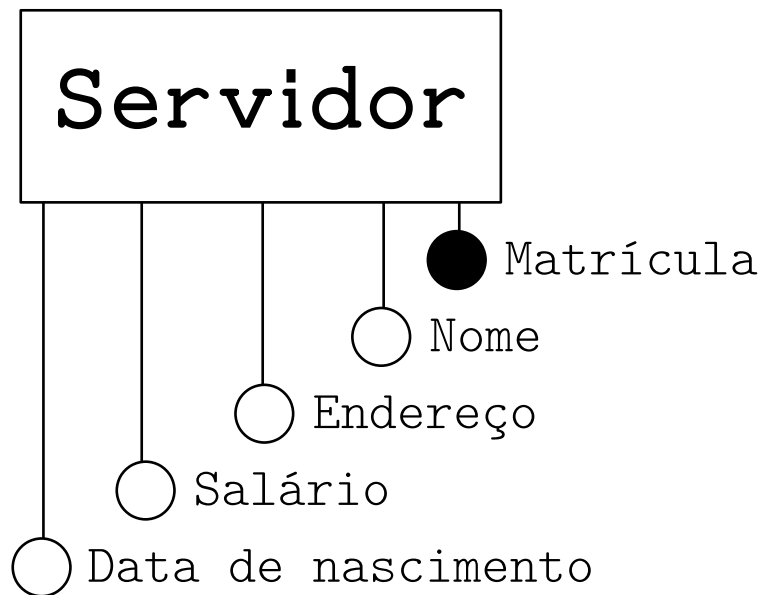 Servidor
Matrícula
Nome
Endereço
Salário
Data de nascimento